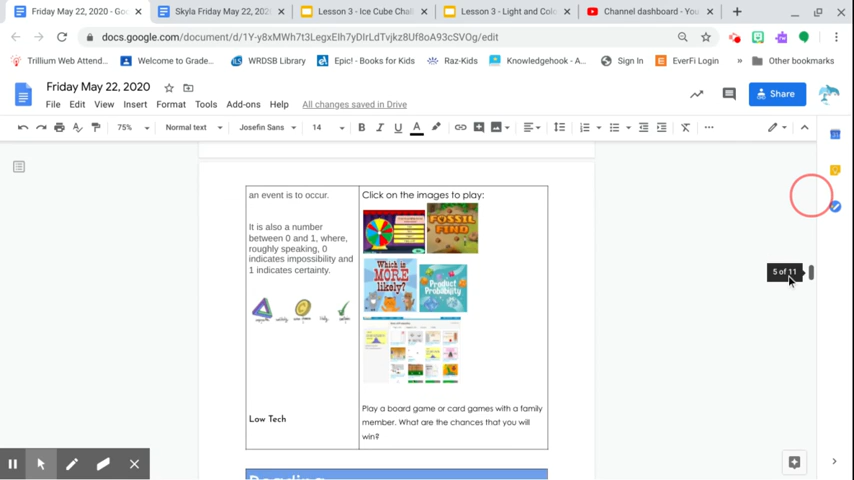 Friday May 22, 2020 - Goo
Skyla Friday May 22, 2020
Lesson 3 - Ice Cube Chal
Lesson 3 - Light and Colo
Channel dashboard - You
docs.google.com/document/d/1Y-y8xMWh7t3LegxEIh7yDIrLdTvjkz8Uf8oA93cSVOg/edit
Trillium Web Attend...
Welcome to Grade...
WRDSB Library
Epic! - Books for Kids
Raz-Kids
Knowledgehook - A...
Sign In
EverFi Login
»
Other bookmarks
Friday May 22, 2020
File Edit View Insert Format Tools Add-ons Help All changes saved in Drive
Share
75% Normal text Josefin Sans 14 B I U A
5 of 11
an event is to occur.
It is also a number
between 0 and 1, where,
roughly speaking, 0
indicates impossibility and
1 indicates certainty.
Low Tech
Click on the images to play:
FOSSIL
FIND
Which is
MORE
likely?
Product
Probability
Play a board game or card games with a family
member. What are the chances that you will
win?
Reading